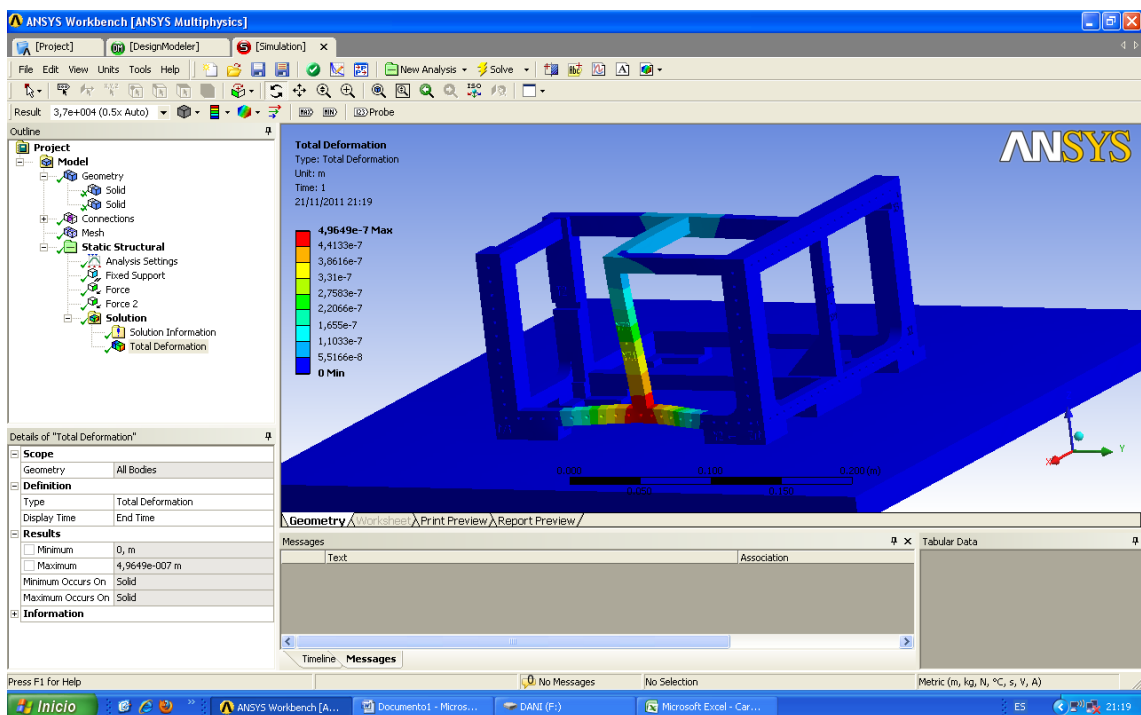 ANSYS Workbench [ANSYS Multiphysics]
[Project]
[DesignModeler]
[Simulation]
File Edit View Units Tools Help
New Analysis
Solve
Result 3,7e+004 (0.5x Auto)
MAX
MIN
Probe
Outline
Project
Model
Geometry
Solid
Solid
Connections
Mesh
Static Structural
Analysis Settings
Fixed Support
Force
Force 2
Solution
Solution Information
Total Deformation
Total Deformation
Type: Total Deformation
Unit: m
Time: 1
21/11/2011 21:19
4,9649e-7 Max
4,4133e-7
3,8616e-7
3,31e-7
2,7583e-7
2,2066e-7
1,655e-7
1,1033e-7
5,5166e-8
0 Min
ANSYS
0.000
0.100
0.200 (m)
0.050
0.150
X
Y
Geometry
Worksheet
Print Preview
Report Preview
Details of "Total Deformation"
Scope
Geometry All Bodies
Definition
Type Total Deformation
Display Time End Time
Results
Minimum 0, m
Maximum 4,9649e-007 m
Minimum Occurs On Solid
Maximum Occurs On Solid
Information
Messages
Text
Association
Timeline
Messages
Tabular Data
Press F1 for Help
No Messages
No Selection
Metric (m, kg, N, ºC, s, V, A)
Inicio
ANSYS Workbench [A...
Documento1 - Micros...
DANI (F:)
Microsoft Excel - Car...
ES
21:19